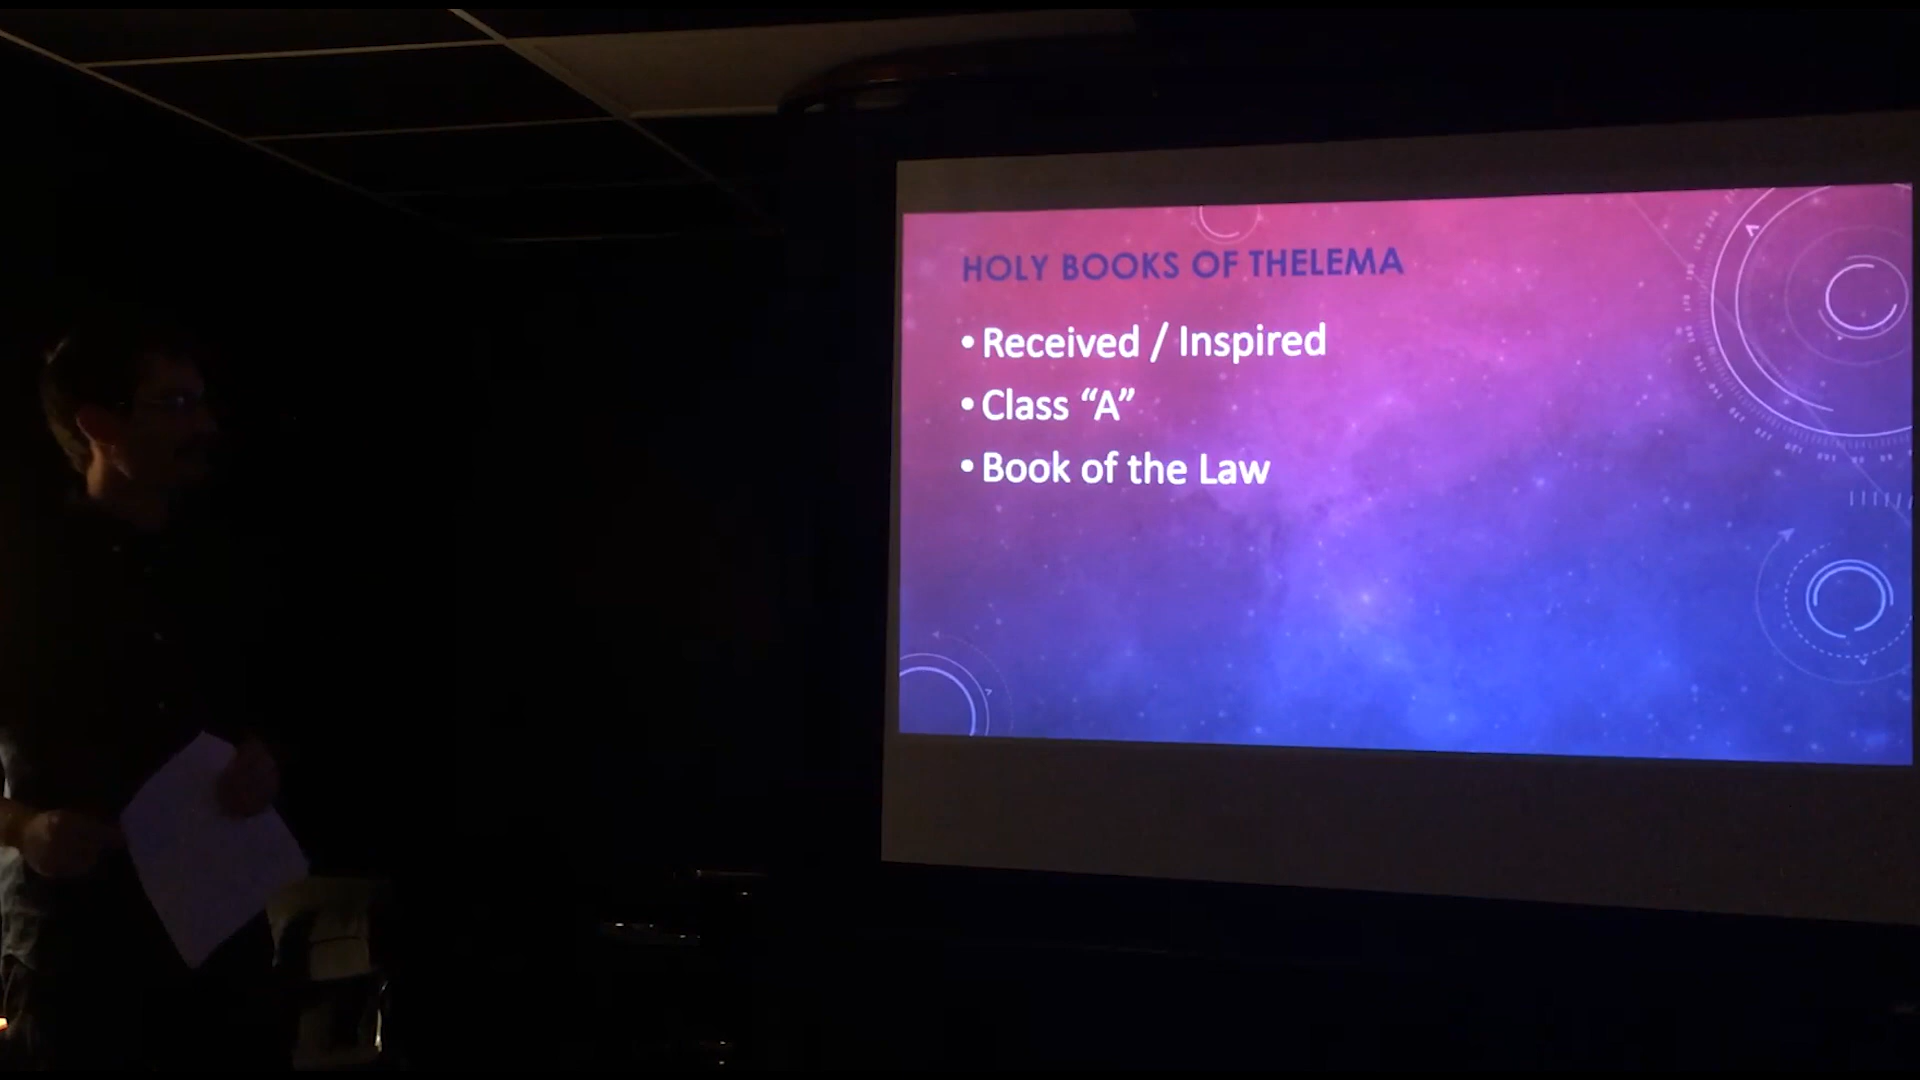 HOLY BOOKS OF THELEMA
• Received / Inspired
• Class “A”
• Book of the Law